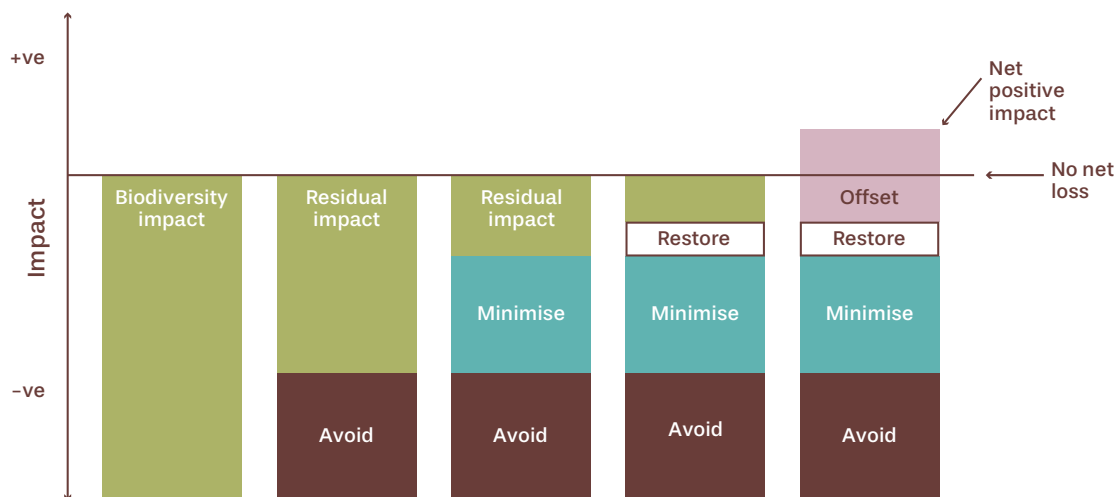 +ve
Net
positive
impact
No net
loss
Impact
Biodiversity
impact
Residual
impact
Residual
impact
Offset
Restore
Restore
Minimise
Minimise
Minimise
−ve
Avoid
Avoid
Avoid
Avoid